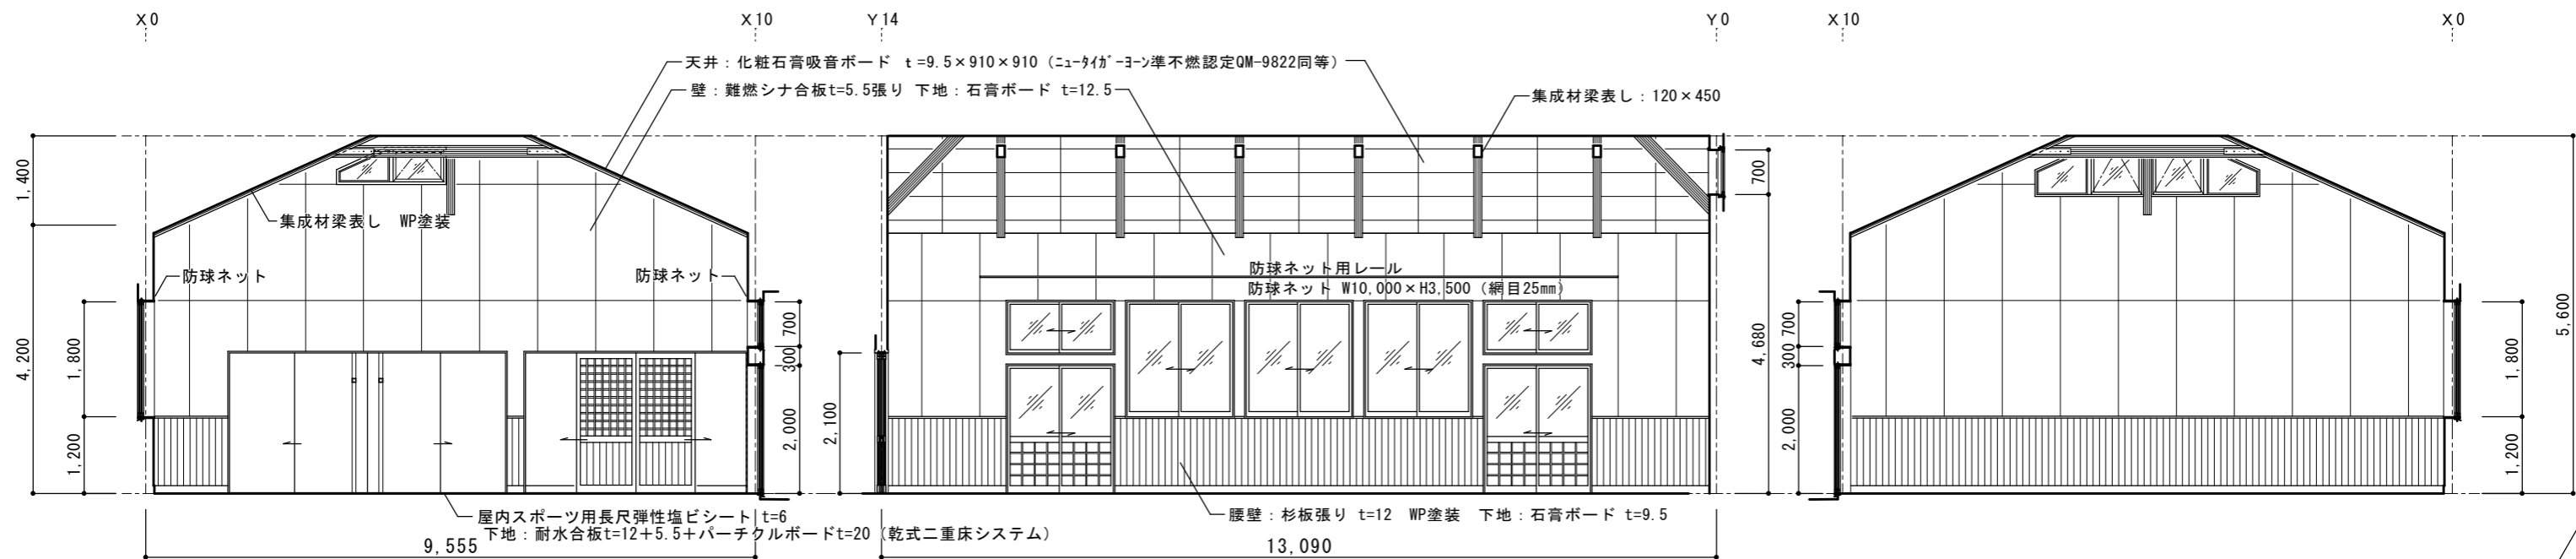 X0
X10
Y14
Y0
X10
X0
天井：化粧石膏吸音ボード t=9.5×910×910（ﾆｭｰﾀｲｶﾞｰﾖｰﾝ準不燃認定QM-9822同等）
壁：難燃シナ合板t=5.5張り 下地：石膏ボード t=12.5
集成材梁表し：120×450
1,400
4,200
1,800
1,200
集成材梁表し WP塗装
防球ネット
防球ネット
700
300
2,000
2,100
防球ネット用レール
防球ネット W10,000×H3,500（網目25mm）
700
4,680
700
300
2,000
1,800
1,200
5,600
屋内スポーツ用長尺弾性塩ビシート t=6
下地：耐水合板t=12＋5.5＋パーチクルボードt=20（乾式二重床システム）
腰壁：杉板張り t=12 WP塗装 下地：石膏ボード t=9.5
9,555
13,090